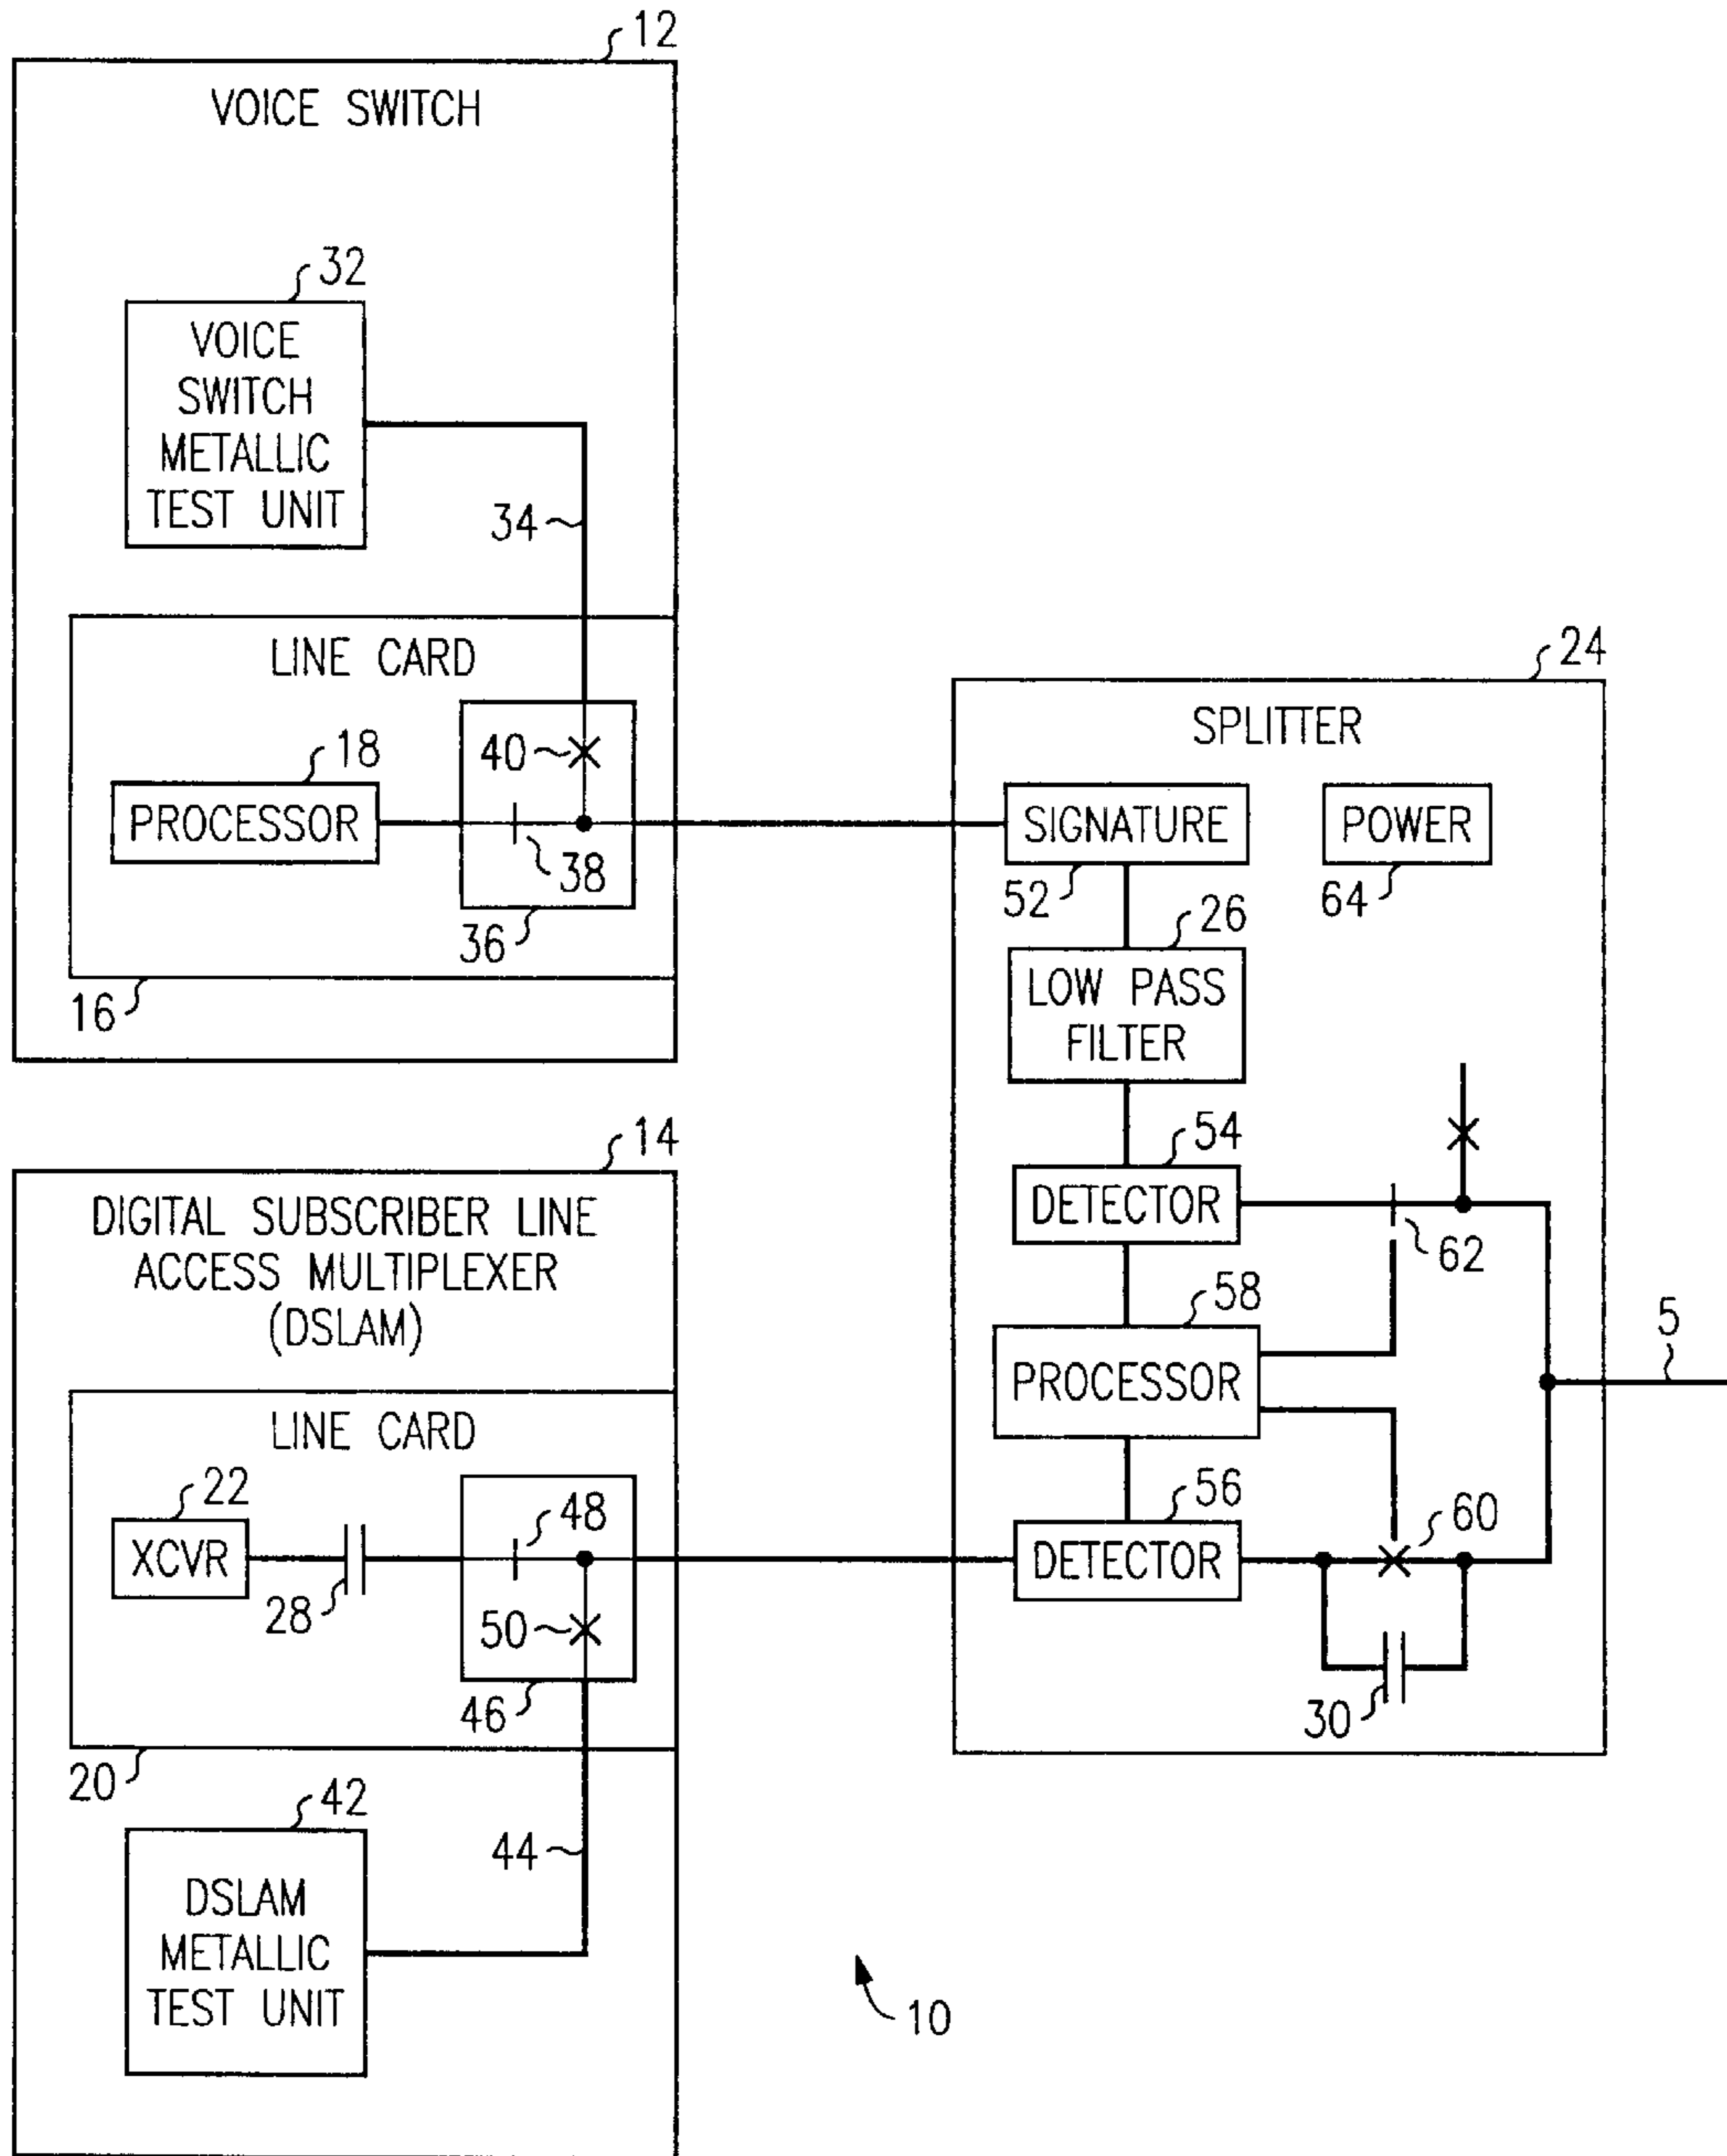 12
VOICE SWITCH
32
VOICE
SWITCH
METALLIC
TEST UNIT
34
LINE CARD
18
PROCESSOR
40
38
36
16
24
SPLITTER
SIGNATURE
POWER
52
64
26
LOW PASS
FILTER
54
DETECTOR
62
58
PROCESSOR
5
56
DETECTOR
60
30
14
DIGITAL SUBSCRIBER LINE
ACCESS MULTIPLEXER
(DSLAM)
LINE CARD
22
XCVR
28
48
50
46
20
42
44
DSLAM
METALLIC
TEST UNIT
10